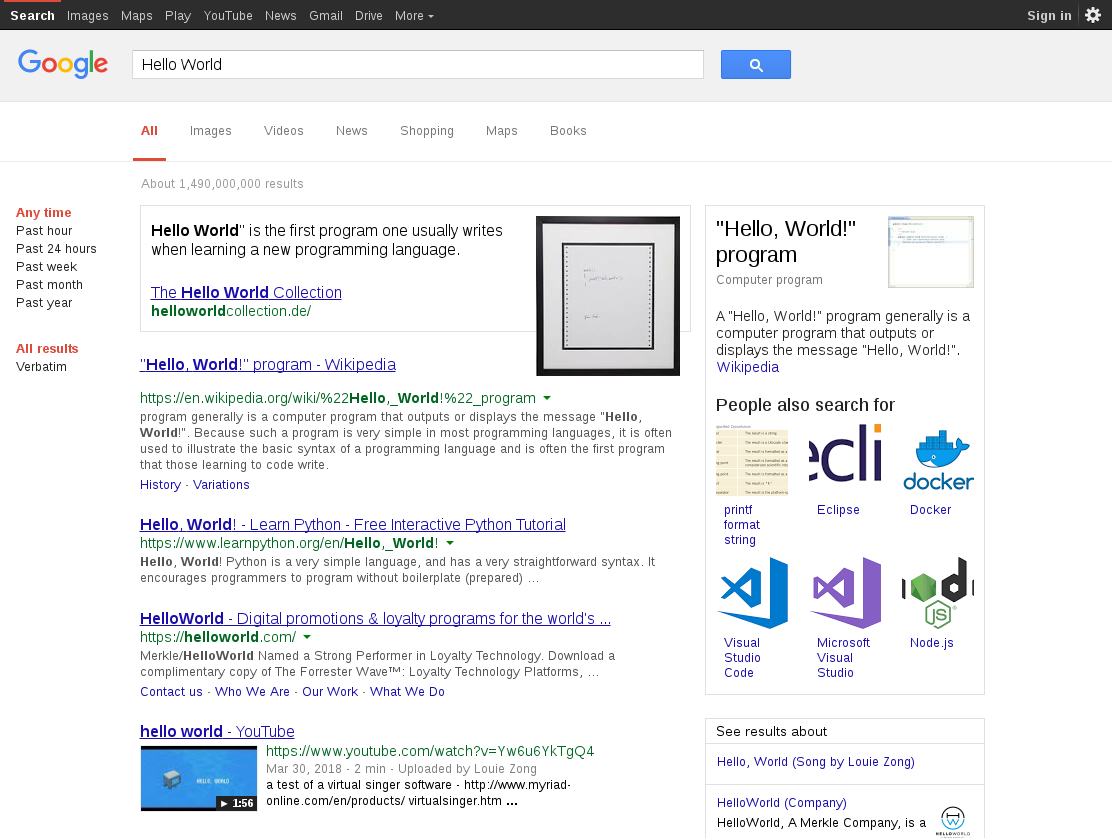 Search Images Maps Play YouTube News Gmail Drive More
Sign in
Google
Hello World
All Images Videos News Shopping Maps Books
About 1,490,000,000 results
Any time
Past hour
Past 24 hours
Past week
Past month
Past year
All results
Verbatim
Hello World" is the first program one usually writes
when learning a new programming language.
The Hello World Collection
helloworldcollection.de/
"Hello, World!" program - Wikipedia
https://en.wikipedia.org/wiki/%22Hello,_World!%22_program
program generally is a computer program that outputs or displays the message "Hello,
World!". Because such a program is very simple in most programming languages, it is often
used to illustrate the basic syntax of a programming language and is often the first program
that those learning to code write.
History · Variations
Hello, World! - Learn Python - Free Interactive Python Tutorial
https://www.learnpython.org/en/Hello,_World!
Hello, World! Python is a very simple language, and has a very straightforward syntax. It
encourages programmers to program without boilerplate (prepared) ...
HelloWorld - Digital promotions & loyalty programs for the world's ...
https://helloworld.com/
Merkle/HelloWorld Named a Strong Performer in Loyalty Technology. Download a
complimentary copy of The Forrester Wave™: Loyalty Technology Platforms, ...
Contact us · Who We Are · Our Work · What We Do
hello world - YouTube
HELLO, WORLD
► 1:56
https://www.youtube.com/watch?v=Yw6u6YkTgQ4
Mar 30, 2018 - 2 min - Uploaded by Louie Zong
a test of a virtual singer software - http://www.myriad-
online.com/en/products/ virtualsinger.htm ...
"Hello, World!"
program
Computer program
A "Hello, World!" program generally is a
computer program that outputs or
displays the message "Hello, World!".
Wikipedia
People also search for
ecli
docker
printf
format
string
Eclipse
Docker
JS
Visual
Studio
Code
Microsoft
Visual
Studio
Node.js
See results about
Hello, World (Song by Louie Zong)
HelloWorld (Company)
HelloWorld, A Merkle Company, is a
HELLOWORLD